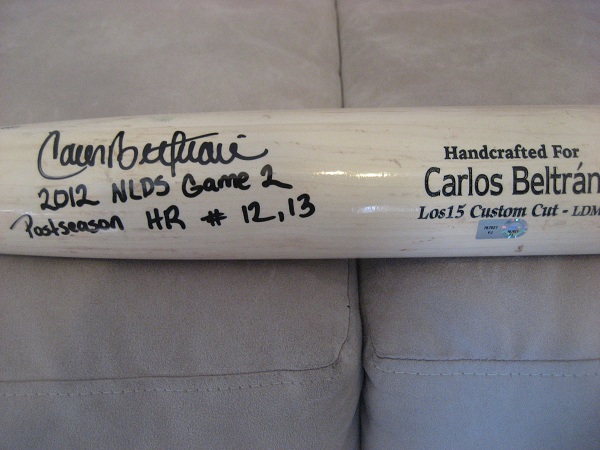 Carlos Beltran
2012 NLDS Game 2
Postseason HR # 12, 13
Handcrafted For
Carlos Beltrán
Los15 Custom Cut - LDM